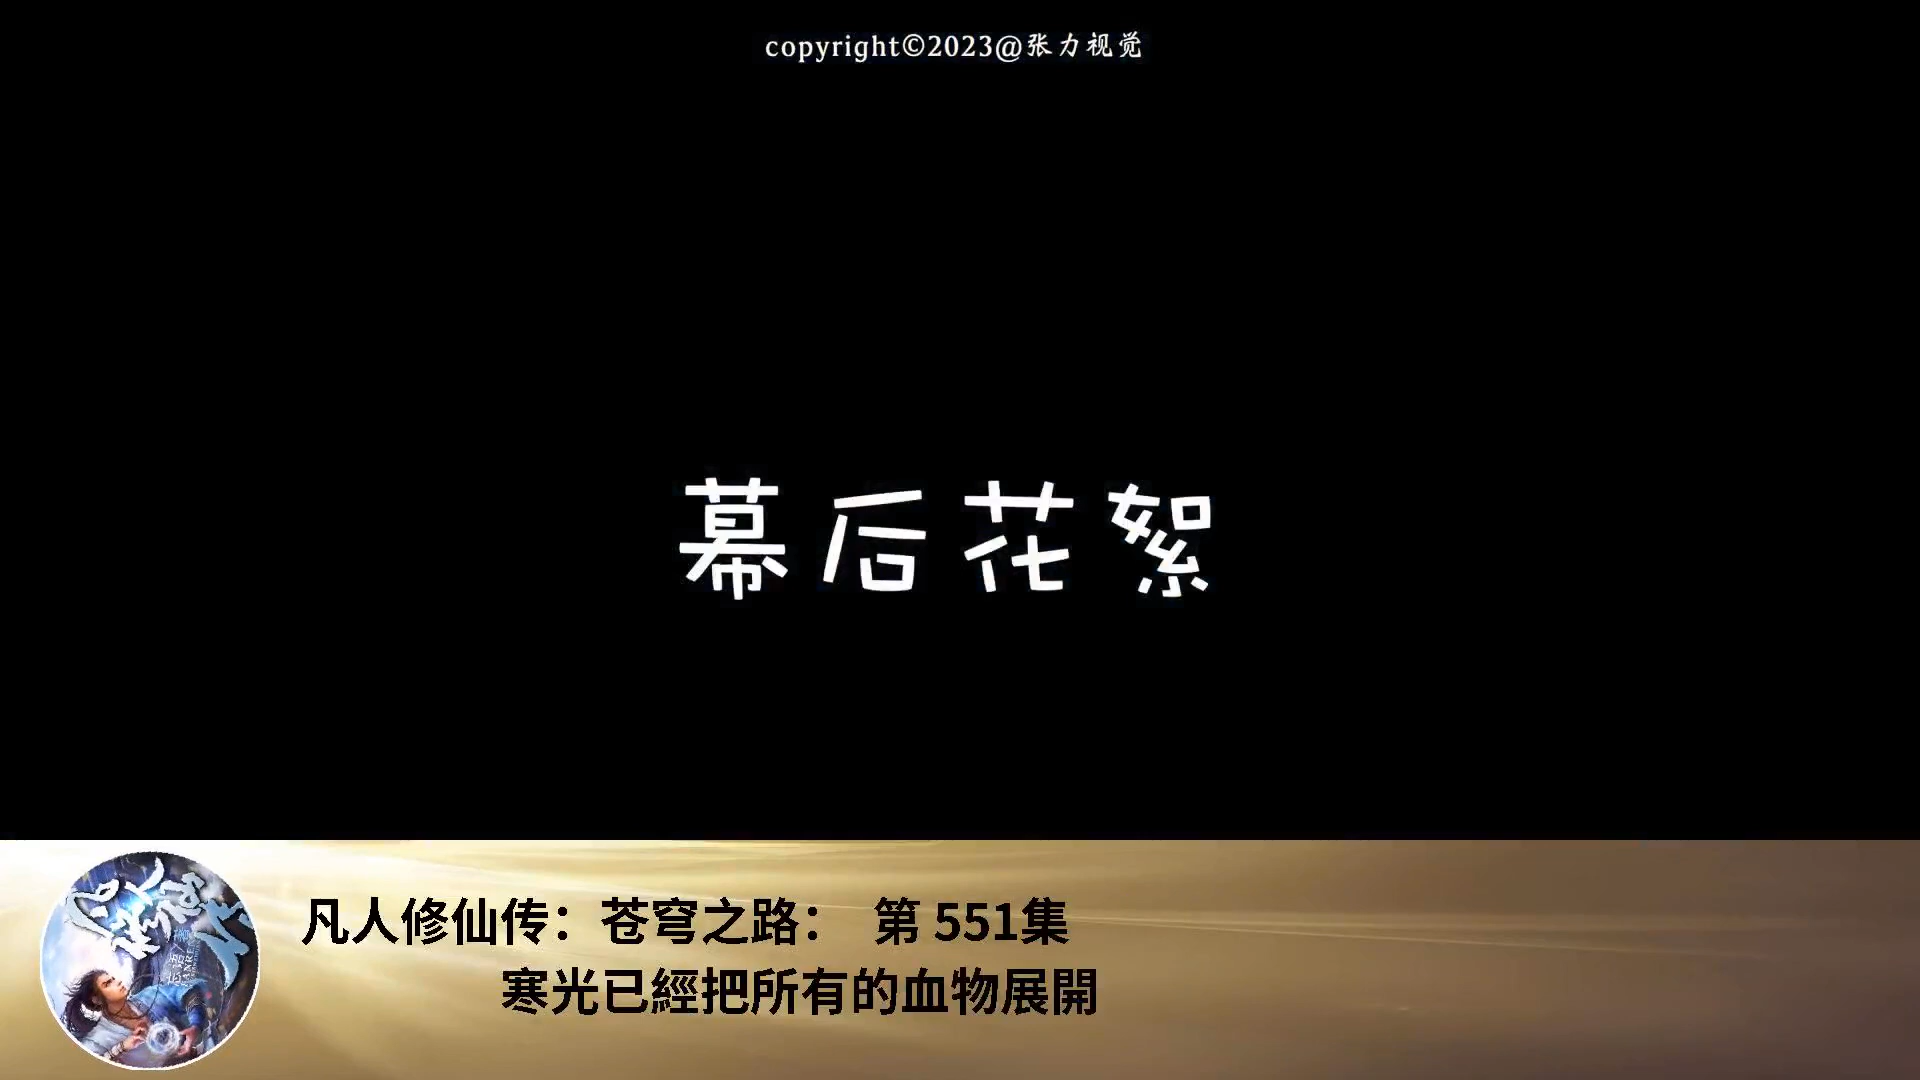 copyright©2023@张力视觉
幕后花絮
凡人修仙传：苍穹之路： 第 551集
寒光已經把所有的血物展開